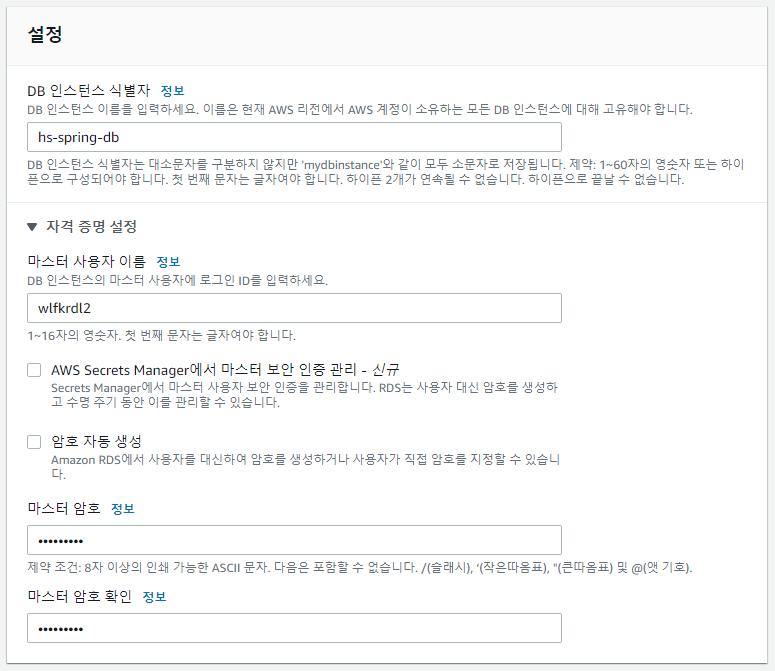 설정
DB 인스턴스 식별자 정보
DB 인스턴스 이름을 입력하세요. 이름은 현재 AWS 리전에서 AWS 계정이 소유하는 모든 DB 인스턴스에 대해 고유해야 합니다.
hs-spring-db
DB 인스턴스 식별자는 대소문자를 구분하지 않지만 'mydbinstance'와 같이 모두 소문자로 저장됩니다. 제약: 1~60자의 영숫자 또는 하이
픈으로 구성되어야 합니다. 첫 번째 문자는 글자여야 합니다. 하이픈 2개가 연속될 수 없습니다. 하이픈으로 끝날 수 없습니다.
▼ 자격 증명 설정
마스터 사용자 이름 정보
DB 인스턴스의 마스터 사용자에 로그인 ID를 입력하세요.
wlfkrdl2
1~16자의 영숫자. 첫 번째 문자는 글자여야 합니다.
AWS Secrets Manager에서 마스터 보안 인증 관리 - 신규
Secrets Manager에서 마스터 사용자 보안 인증을 관리합니다. RDS는 사용자 대신 암호를 생성하
고 수명 주기 동안 이를 관리할 수 있습니다.
암호 자동 생성
Amazon RDS에서 사용자를 대신하여 암호를 생성하거나 사용자가 직접 암호를 지정할 수 있습니
다.
마스터 암호 정보
•••••••••
제약 조건: 8자 이상의 인쇄 가능한 ASCII 문자. 다음은 포함할 수 없습니다. /(슬래시), '(작은따옴표), "(큰따옴표) 및 @(앳 기호).
마스터 암호 확인 정보
•••••••••